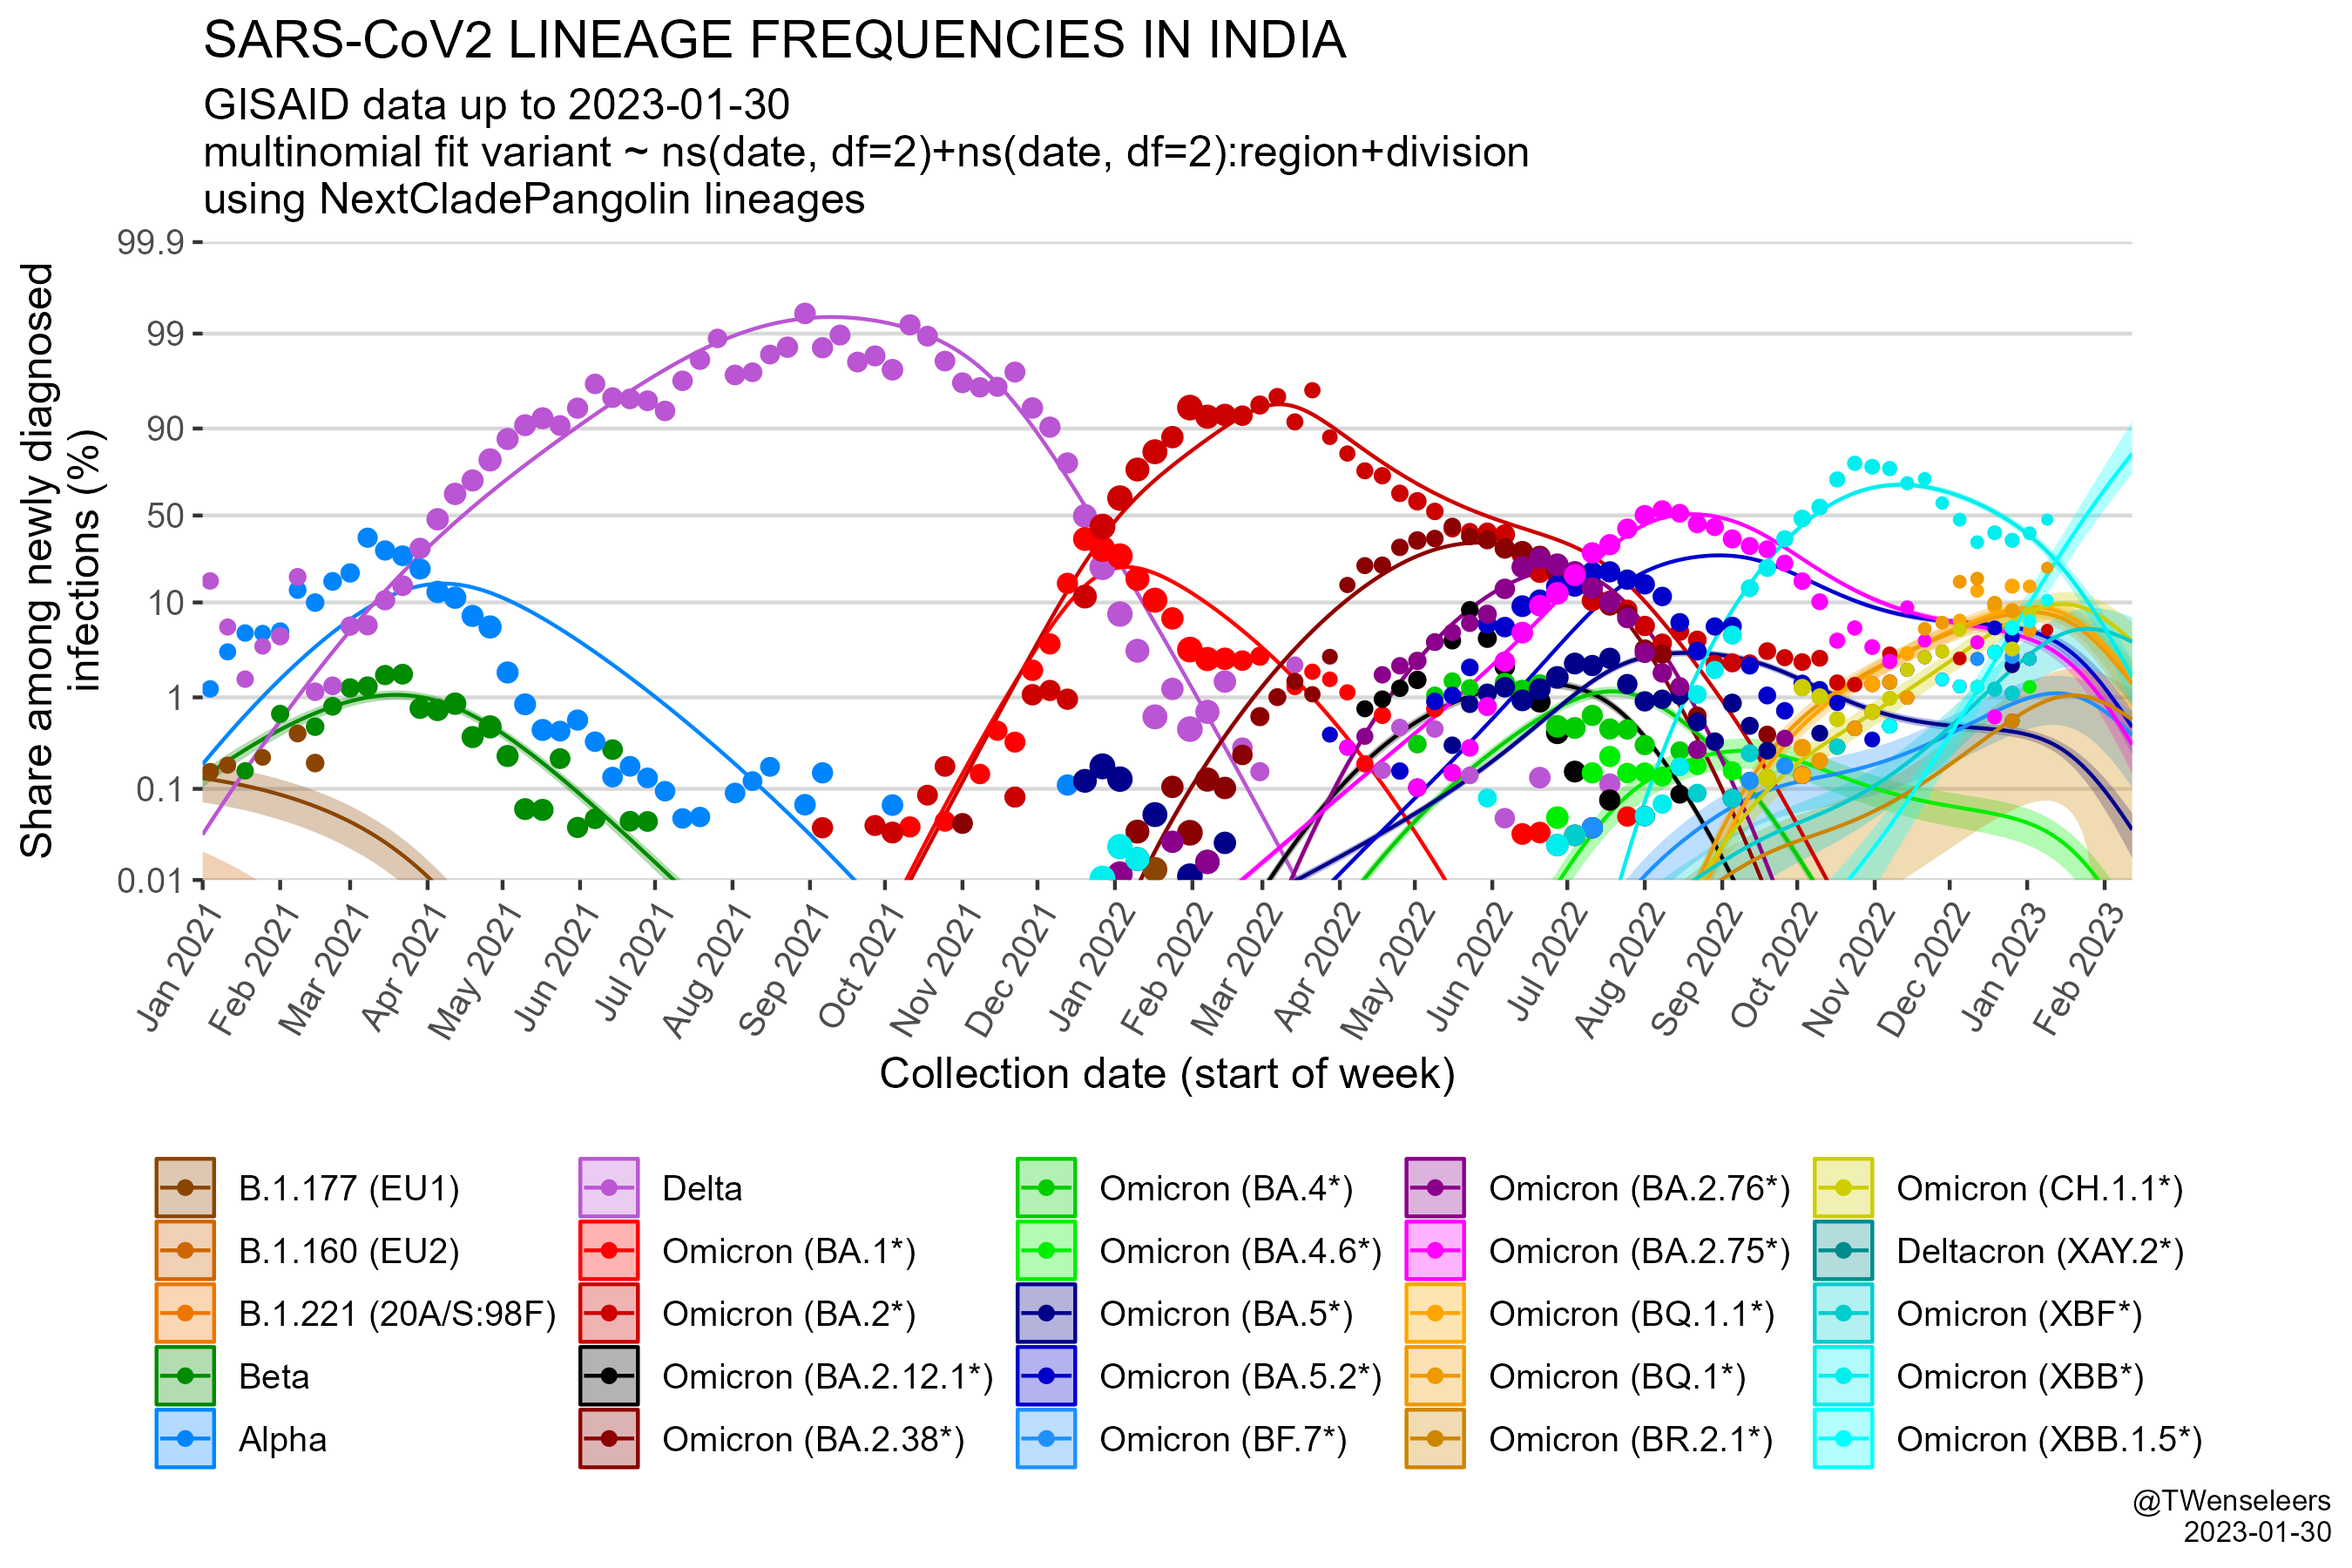 SARS-CoV2 LINEAGE FREQUENCIES IN INDIA
GISAID data up to 2023-01-30
multinomial fit variant ~ ns(date, df=2)+ns(date, df=2):region+division
using NextCladePangolin lineages
Share among newly diagnosed
infections (%)
99.9
99
90
50
10
1
0.1
0.01
Jan 2021
Feb 2021
Mar 2021
Apr 2021
May 2021
Jun 2021
Jul 2021
Aug 2021
Sep 2021
Oct 2021
Nov 2021
Dec 2021
Jan 2022
Feb 2022
Mar 2022
Apr 2022
May 2022
Jun 2022
Jul 2022
Aug 2022
Sep 2022
Oct 2022
Nov 2022
Dec 2022
Jan 2023
Feb 2023
Collection date (start of week)
B.1.177 (EU1)
B.1.160 (EU2)
B.1.221 (20A/S:98F)
Beta
Alpha
Delta
Omicron (BA.1*)
Omicron (BA.2*)
Omicron (BA.2.12.1*)
Omicron (BA.2.38*)
Omicron (BA.4*)
Omicron (BA.4.6*)
Omicron (BA.5*)
Omicron (BA.5.2*)
Omicron (BF.7*)
Omicron (BA.2.76*)
Omicron (BA.2.75*)
Omicron (BQ.1.1*)
Omicron (BQ.1*)
Omicron (BR.2.1*)
Omicron (CH.1.1*)
Deltacron (XAY.2*)
Omicron (XBF*)
Omicron (XBB*)
Omicron (XBB.1.5*)
@TWenseleers
2023-01-30